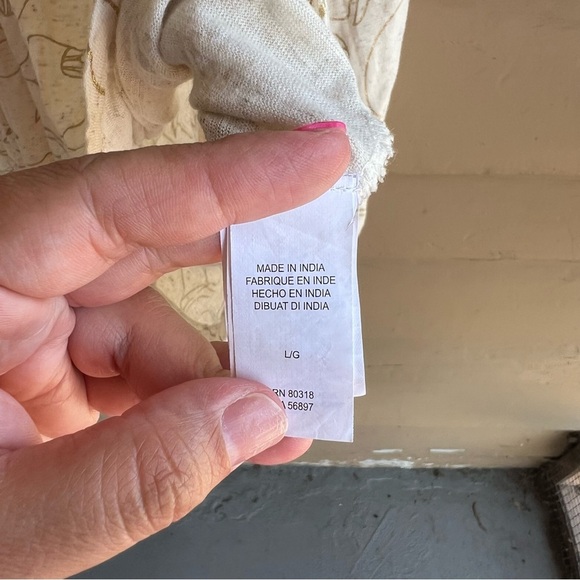 MADE IN INDIA
FABRIQUE EN INDE
HECHO EN INDIA
DIBUAT DI INDIA
L/G
RN 80318
A 56897